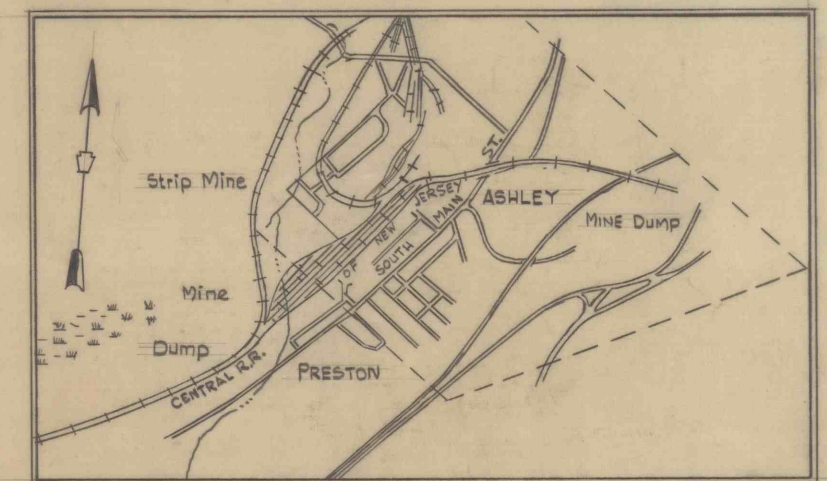 Strip Mine
Mine
Dump
CENTRAL R.R. OF NEW JERSEY
SOUTH MAIN ST.
ASHLEY
MINE DUMP
PRESTON